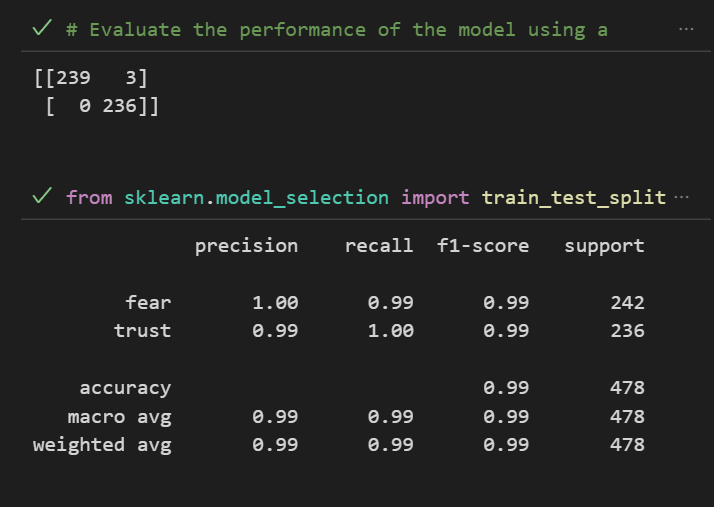 # Evaluate the performance of the model using a ...
[[239   3]
 [  0 236]]
from sklearn.model_selection import train_test_split ...
precision    recall  f1-score   support
fear       1.00      0.99      0.99       242
trust       0.99      1.00      0.99       236
accuracy                           0.99       478
macro avg       0.99      0.99      0.99       478
weighted avg       0.99      0.99      0.99       478